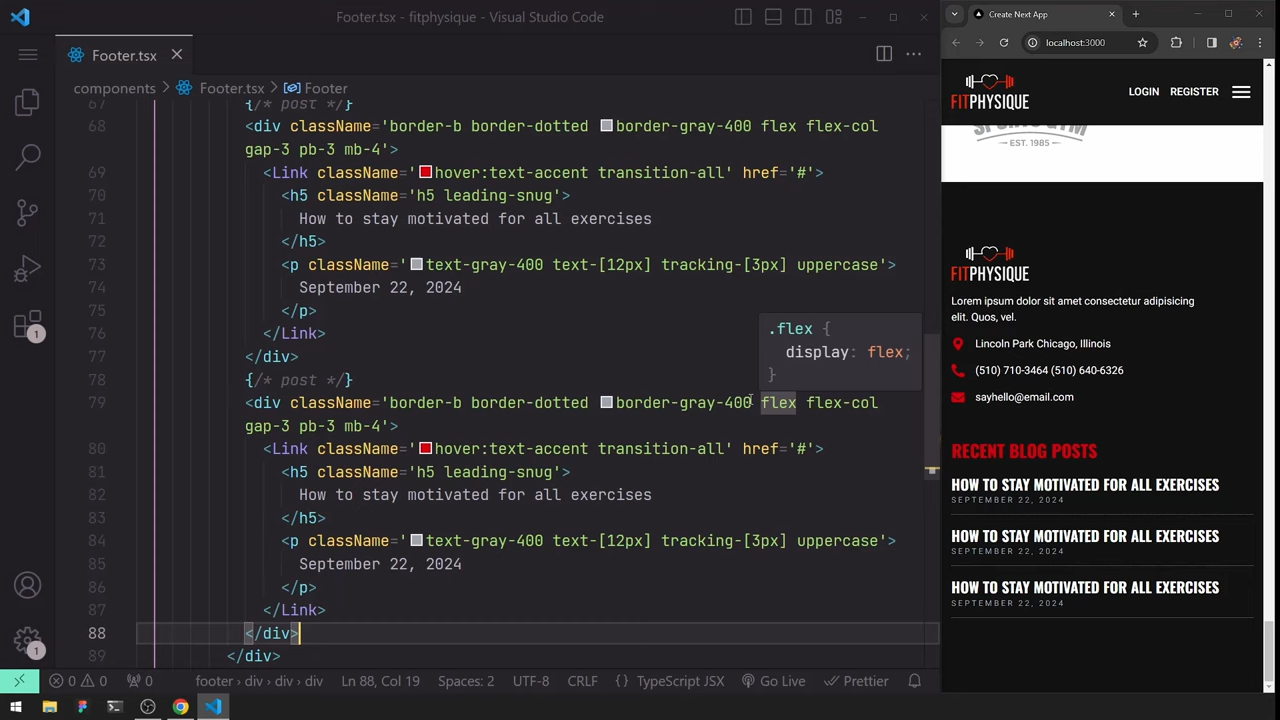 Footer.tsx - fitphysique - Visual Studio Code
Footer.tsx
components > Footer.tsx > Footer
67 {/* post */}
68 <div className='border-b border-dotted border-gray-400 flex flex-col
gap-3 pb-3 mb-4'>
69 <Link className='hover:text-accent transition-all' href='#'>
70 <h5 className='h5 leading-snug'>
71 How to stay motivated for all exercises
72 </h5>
73 <p className='text-gray-400 text-[12px] tracking-[3px] uppercase'>
74 September 22, 2024
75 </p>
76 </Link>
77 </div>
78 {/* post */}
79 <div className='border-b border-dotted border-gray-400 flex flex-col
gap-3 pb-3 mb-4'>
80 <Link className='hover:text-accent transition-all' href='#'>
81 <h5 className='h5 leading-snug'>
82 How to stay motivated for all exercises
83 </h5>
84 <p className='text-gray-400 text-[12px] tracking-[3px] uppercase'>
85 September 22, 2024
86 </p>
87 </Link>
88 </div>
89 </div>
.flex {
display: flex;
}
1
1
0 0 0 footer › div › div › div Ln 88, Col 19 Spaces: 2 UTF-8 CRLF {} TypeScript JSX Go Live Prettier
Create Next App
localhost:3000
FITPHYSIQUE
LOGIN REGISTER
SPORTS GYM
EST. 1985
FITPHYSIQUE
Lorem ipsum dolor sit amet consectetur adipisicing
elit. Quos, vel.
Lincoln Park Chicago, Illinois
(510) 710-3464 (510) 640-6326
sayhello@email.com
RECENT BLOG POSTS
HOW TO STAY MOTIVATED FOR ALL EXERCISES
SEPTEMBER 22, 2024
HOW TO STAY MOTIVATED FOR ALL EXERCISES
SEPTEMBER 22, 2024
HOW TO STAY MOTIVATED FOR ALL EXERCISES
SEPTEMBER 22, 2024